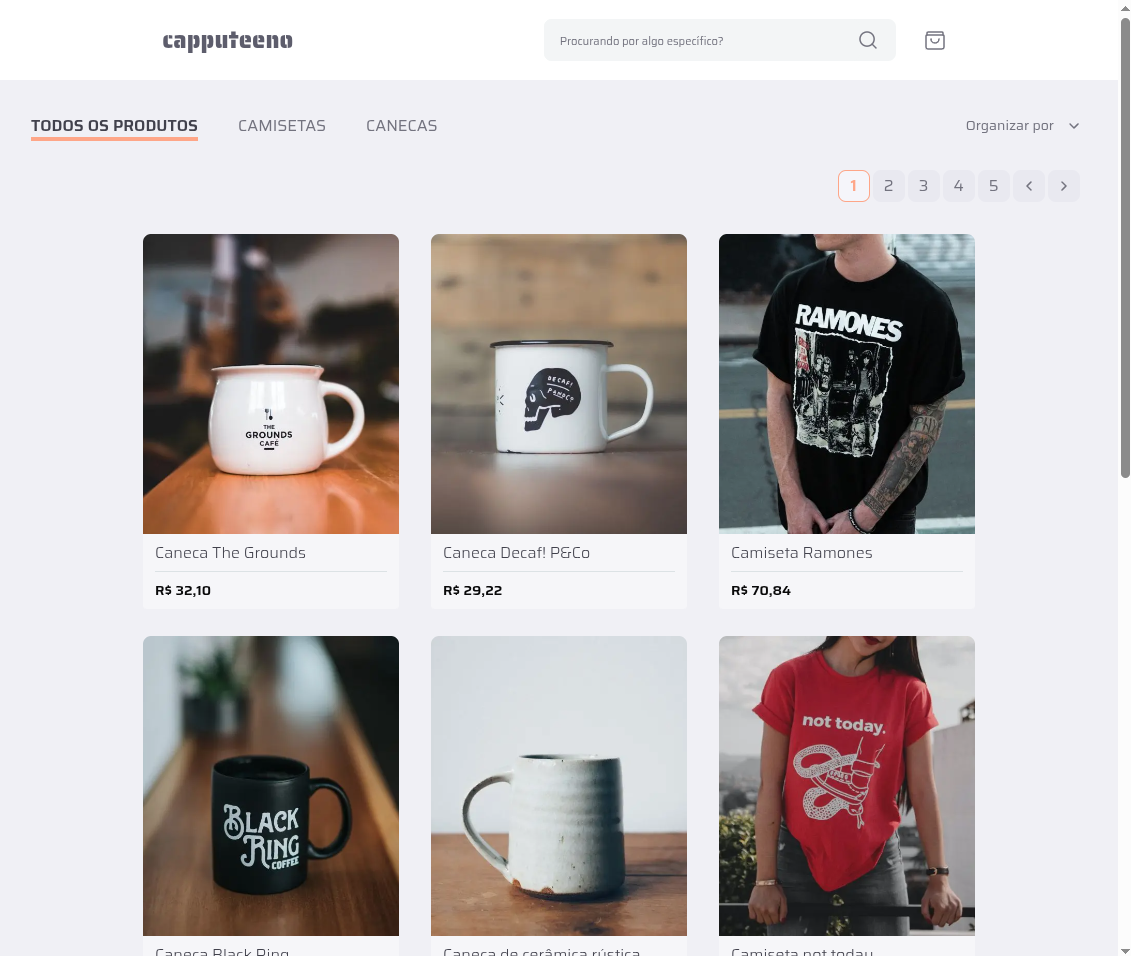 capputeeno
Procurando por algo específico?
TODOS OS PRODUTOS
CAMISETAS
CANECAS
Organizar por
1
2
3
4
5
THE
GROUNDS
CAFÉ
DECAF!
RAMONES
Caneca The Grounds
R$ 32,10
Caneca Decaf! P&Co
R$ 29,22
Camiseta Ramones
R$ 70,84
BLACK
RING
COFFEE
not today.
Caneca Black Ring
Caneca de cerâmica rústica
Camiseta not today